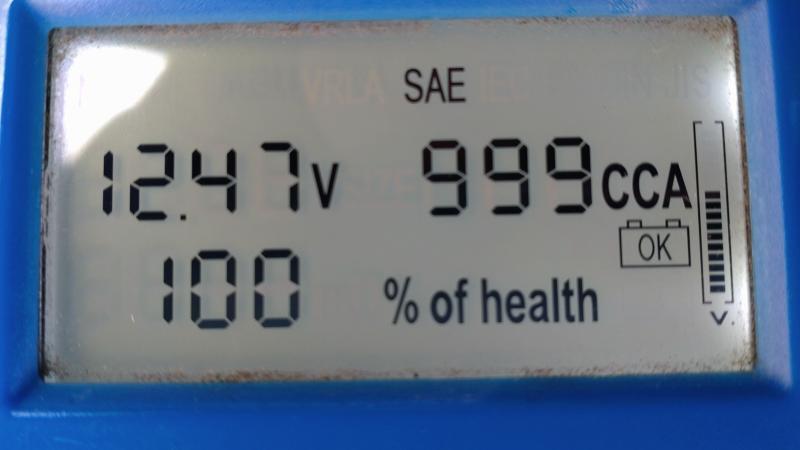 SAE
12.47V 999CCA
OK
100 % of health
V.